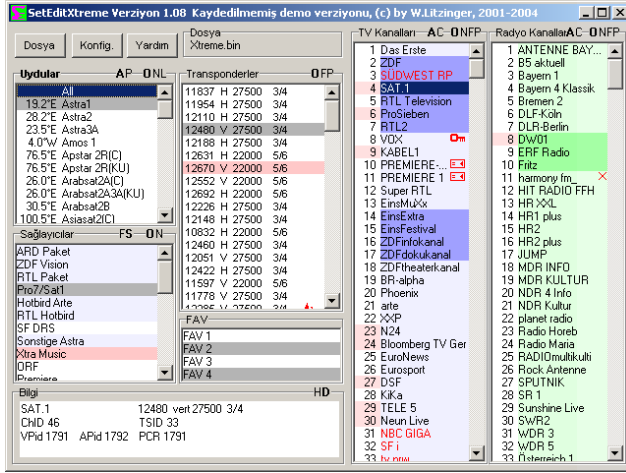 SetEditXtreme Verziyon 1.08 Kaydedilmemiş demo verziyonu, (c) by W.Litzinger, 2001-2004
Dosya Konfig. Yardım
Dosya
Xtreme.bin
Uydular AP ONL
All
19.2°E Astra1
28.2°E Astra2
23.5°E Astra3A
4.0°W Amos 1
76.5°E Apstar 2R(C)
76.5°E Apstar 2R(KU)
26.0°E Arabsat2A(C)
26.0°E Arabsat2A3A(KU)
30.5°E Arabsat2B
100.5°E Asiasat2(C)
Transponderler OFP
11837 H 27500 3/4
11954 H 27500 3/4
12110 H 27500 3/4
12480 V 27500 3/4
12188 H 27500 3/4
12631 H 22000 5/6
12670 V 22000 5/6
12552 V 22000 5/6
12692 H 22000 5/6
12226 H 27500 3/4
12148 H 27500 3/4
10832 H 22000 5/6
12460 H 27500 3/4
12051 V 27500 3/4
12422 H 27500 3/4
11597 V 22000 5/6
11778 V 27500 3/4
12285 V 27500 3/4
Sağlayıcılar FS ON
ARD Paket
ZDF Vision
RTL Paket
Pro7/Sat1
Hotbird Arte
RTL Hotbird
SF DRS
Sonstige Astra
Xtra Music
ORF
Premiere
FAV
FAV 1
FAV 2
FAV 3
FAV 4
Bilgi HD
SAT.1 12480 vert 27500 3/4
ChID 46 TSID 33
VPid 1791 APid 1792 PCR 1791
TV Kanalları AC-ONFP
1 Das Erste
2 ZDF
3 SÜDWEST RP
4 SAT.1
5 RTL Television
6 ProSieben
7 RTL2
8 VOX
9 KABEL1
10 PREMIERE-...
11 PREMIERE 1
12 Super RTL
13 EinsMuXx
14 EinsExtra
15 EinsFestival
16 ZDFinfokanal
17 ZDFdokukanal
18 ZDFtheaterkanal
19 BR-alpha
20 Phoenix
21 arte
22 XXP
23 N24
24 Bloomberg TV Ger
25 EuroNews
26 Eurosport
27 DSF
28 KiKa
29 TELE 5
30 Neun Live
31 NBC GIGA
32 SF i
33 tv.nrw
Radyo Kanallar AC-ONFP
1 ANTENNE BAY...
2 B5 aktuell
3 Bayern 1
4 Bayern 4 Klassik
5 Bremen 2
6 DLF-Köln
7 DLR-Berlin
8 DW01
9 ERF Radio
10 Fritz
11 harmony fm_
12 HIT RADIO FFH
13 HR XXL
14 HR1 plus
15 HR2
16 HR2 plus
17 JUMP
18 MDR INFO
19 MDR KULTUR
20 NDR 4 Info
21 NDR Kultur
22 planet radio
23 Radio Horeb
24 Radio Maria
25 RADIOmultikulti
26 Rock Antenne
27 SPUTNIK
28 SR 1
29 Sunshine Live
30 SWR2
31 WDR 3
32 WDR 5
33 Österreich 1